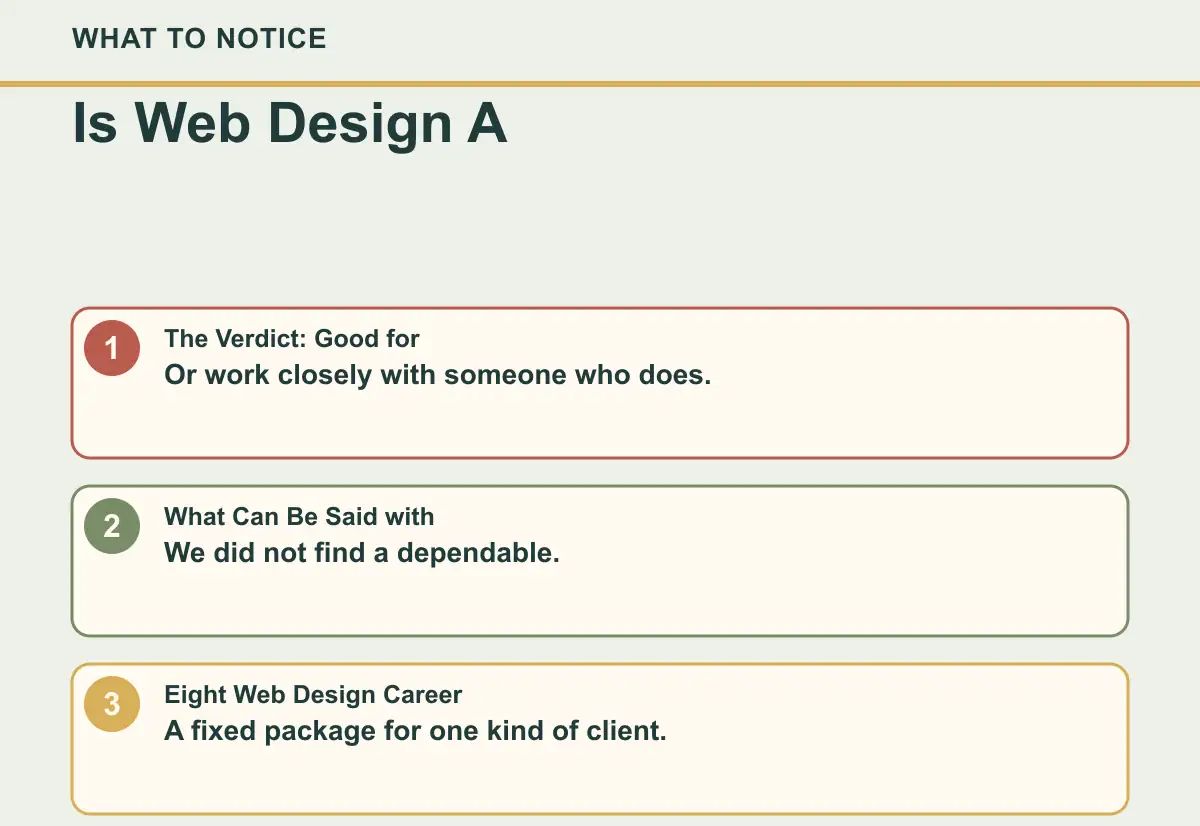 WHAT TO NOTICE
Is Web Design A
1
The Verdict: Good for
Or work closely with someone who does.
2
What Can Be Said with
We did not find a dependable.
3
Eight Web Design Career
A fixed package for one kind of client.